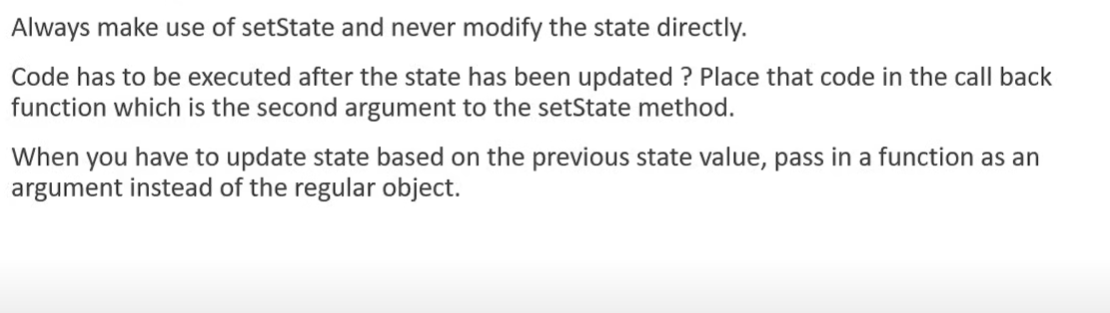 Always make use of setState and never modify the state directly.
Code has to be executed after the state has been updated ? Place that code in the call back
function which is the second argument to the setState method.
When you have to update state based on the previous state value, pass in a function as an
argument instead of the regular object.